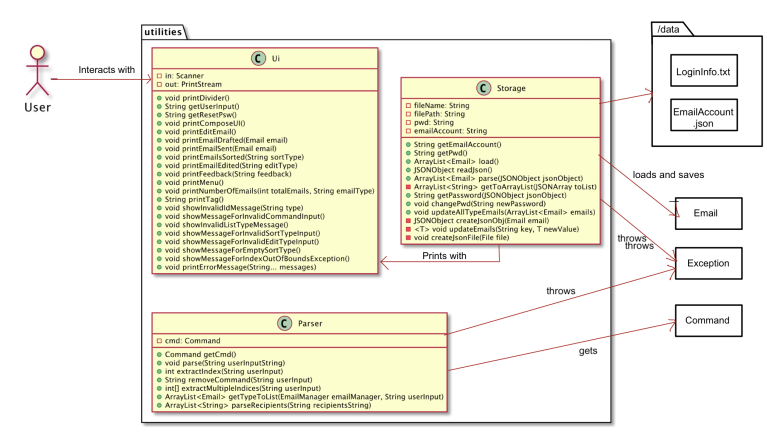 utilities
User
Interacts with
C Ui
in: Scanner
out: PrintStream
void printDivider()
String getUserInput()
String getResetPsw()
void printComposeUI()
void printEditEmail()
void printEmailDrafted(Email email)
void printEmailSent(Email email)
void printEmailsSorted(String sortType)
void printEmailEdited(String editType)
void printFeedback(String feedback)
void printMenu()
void printNumberOfEmails(int totalEmails, String emailType)
String printTag()
void showInvalidIdMessage(String type)
void showMessageForInvalidCommandInput()
void showInvalidListTypeMessage()
void showMessageForInvalidSortTypeInput()
void showMessageForInvalidEditTypeInput()
void showMessageForEmptySortType()
void showMessageForIndexOutOfBoundsException()
void printErrorMessage(String... messages)
C Storage
fileName: String
filePath: String
pwd: String
emailAccount: String
String getEmailAccount()
String getPwd()
ArrayList<Email> load()
JSONObject readJson()
ArrayList<Email> parse(JSONObject jsonObject)
ArrayList<String> getToArrayList(JSONArray toList)
String getPassword(JSONObject jsonObject)
void changePwd(String newPassword)
void updateAllTypeEmails(ArrayList<Email> emails)
JSONObject createJsonObj(Email email)
<T> void updateEmails(String key, T newValue)
void createJsonFile(File file)
Prints with
C Parser
cmd: Command
Command getCmd()
void parse(String userInputString)
int extractIndex(String userInput)
String removeCommand(String userInput)
int[] extractMultipleIndices(String userInput)
ArrayList<Email> getTypeToList(EmailManager emailManager, String userInput)
ArrayList<String> parseRecipients(String recipientsString)
/data
LoginInfo.txt
EmailAccount
.json
loads and saves
Email
throws
throws
Exception
throws
Command
gets